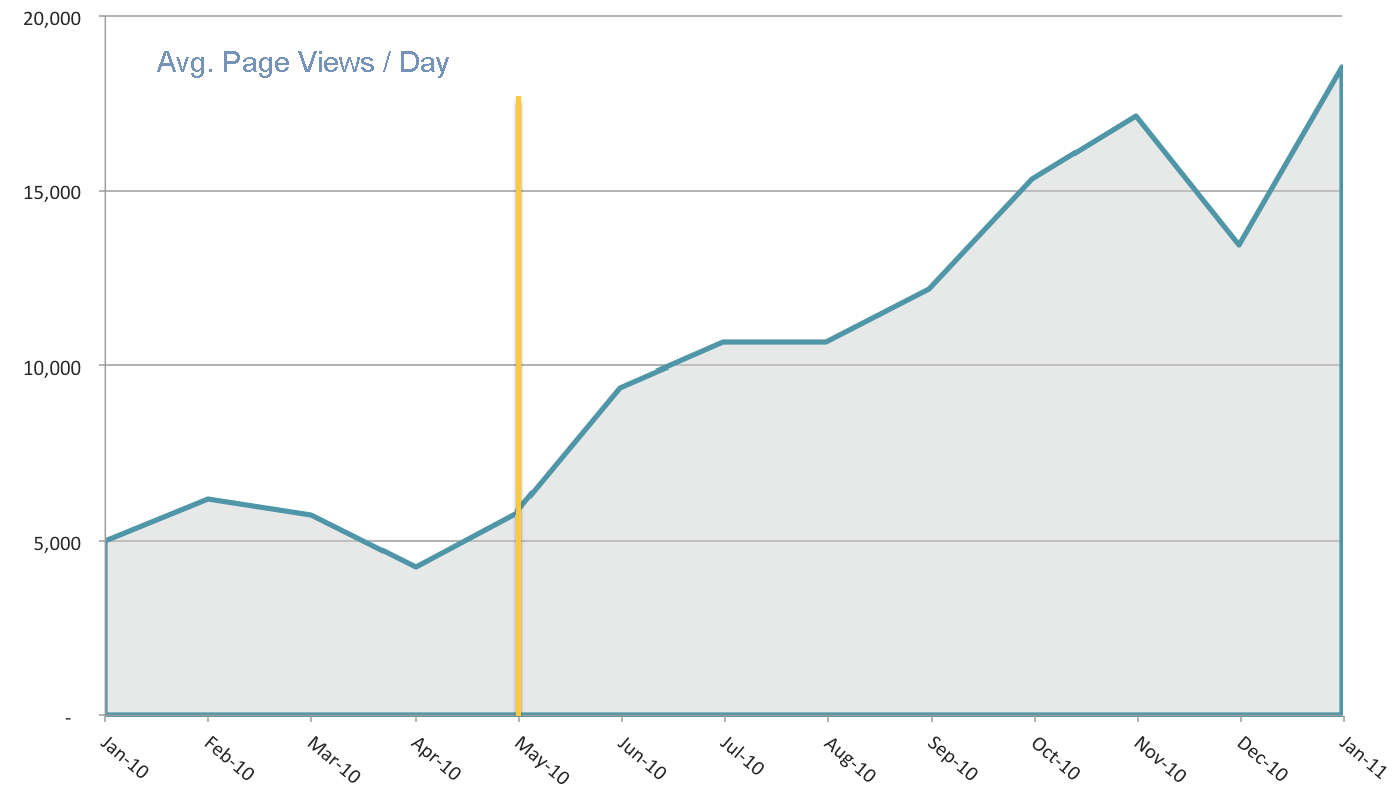 20,000
Avg. Page Views / Day
15,000
10,000
5,000
-
Jan-10 Feb-10 Mar-10 Apr-10 May-10 Jun-10 Jul-10 Aug-10 Sep-10 Oct-10 Nov-10 Dec-10 Jan-11